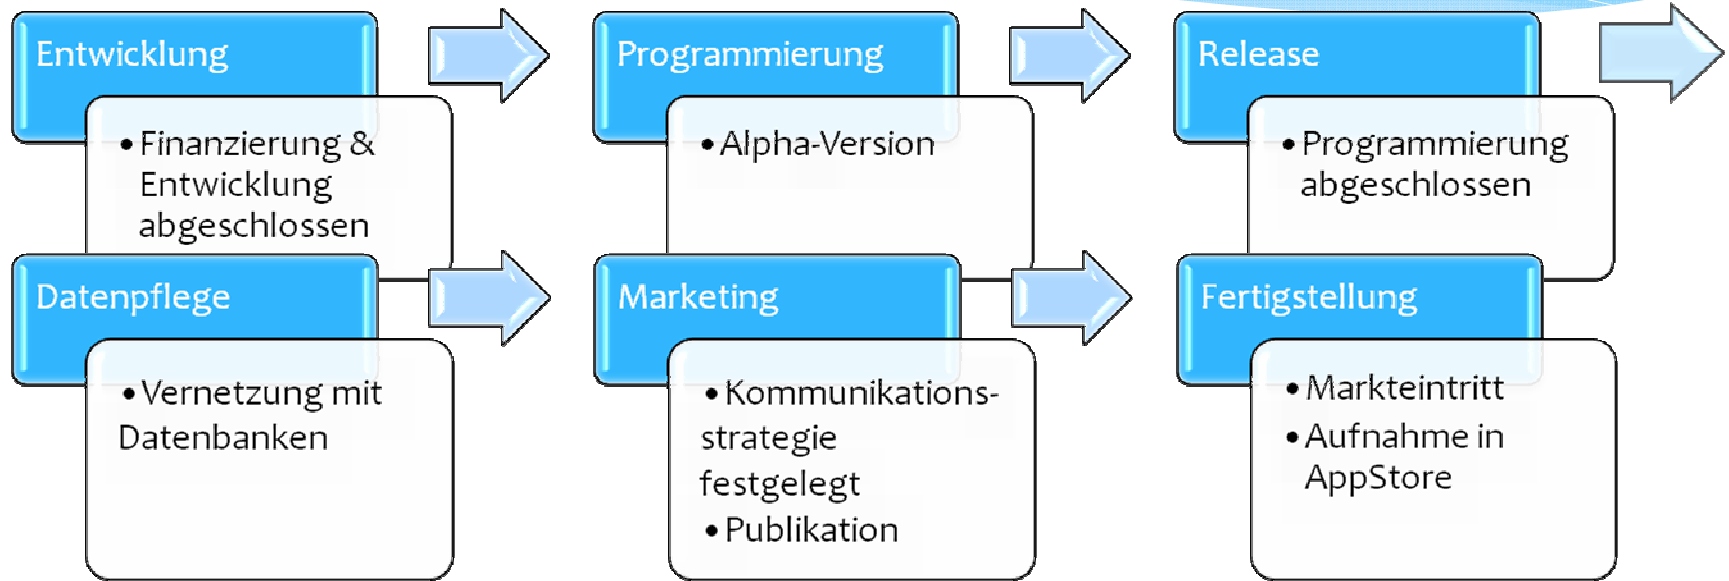 Entwicklung
• Finanzierung &
Entwicklung
abgeschlossen
Programmierung
• Alpha-Version
Release
• Programmierung
abgeschlossen
Datenpflege
• Vernetzung mit
Datenbanken
Marketing
• Kommunikations-
strategie
festgelegt
• Publikation
Fertigstellung
• Markteintritt
• Aufnahme in
AppStore